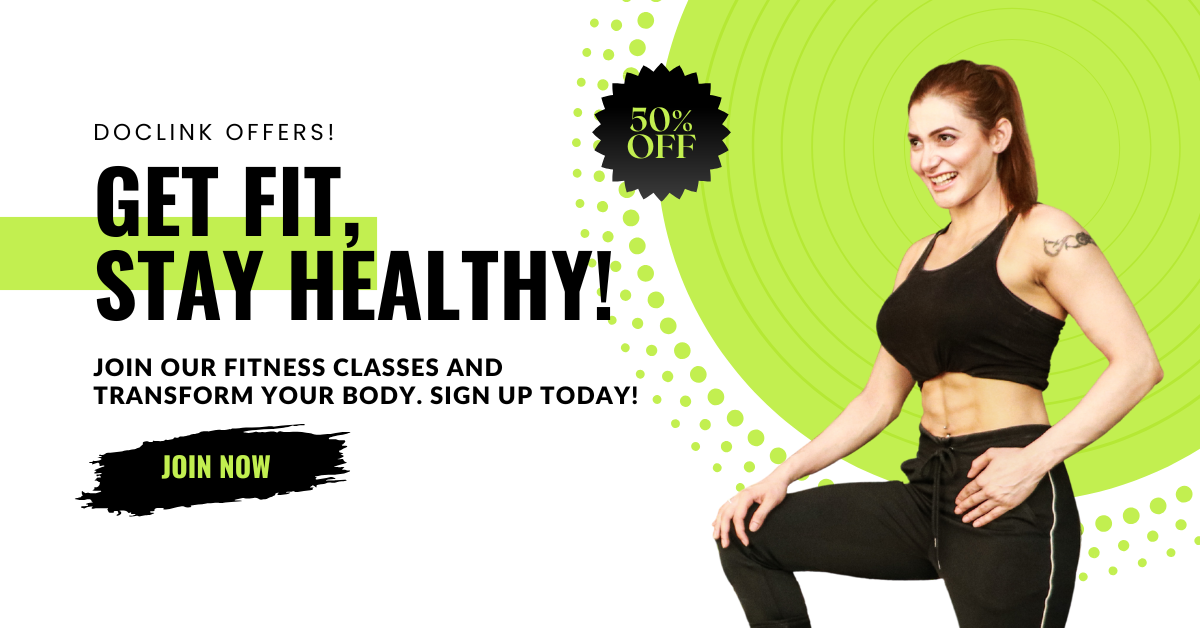 DOCLINK OFFERS!
GET FIT,
STAY HEALTHY!
JOIN OUR FITNESS CLASSES AND
TRANSFORM YOUR BODY. SIGN UP TODAY!
JOIN NOW
50%
OFF